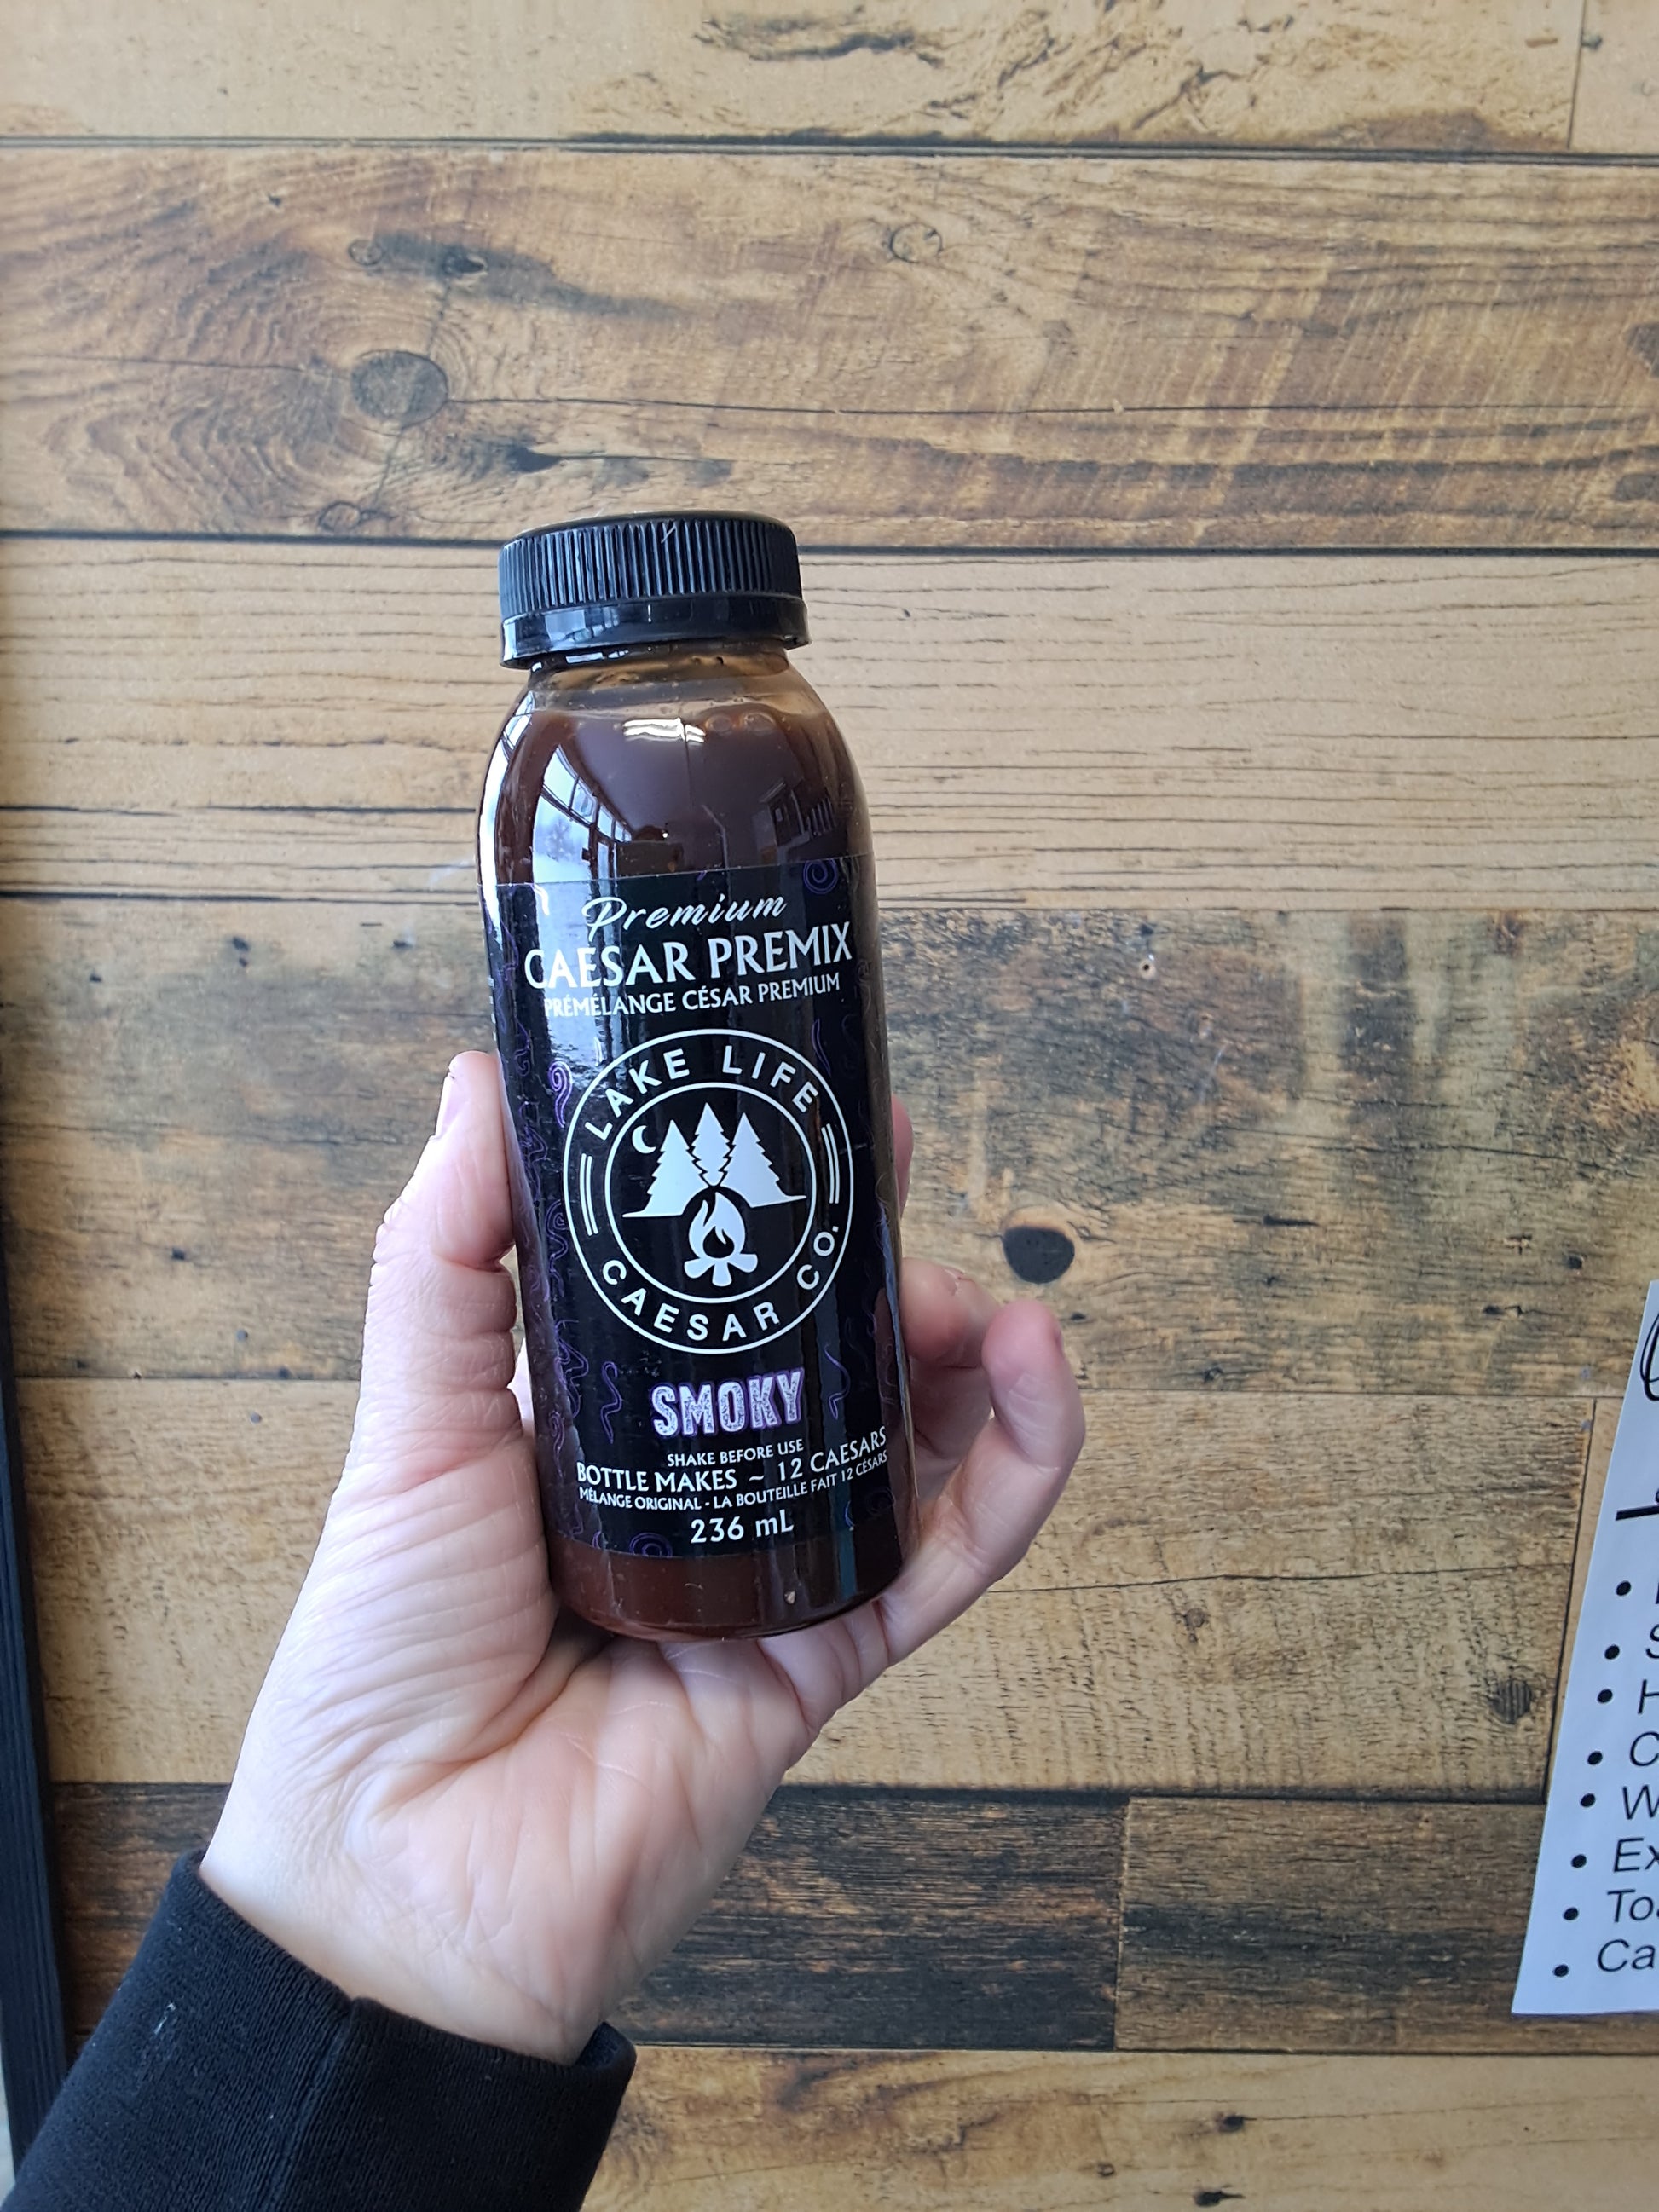 Premium
CAESAR PREMIX
PRÉMÉLANGE CÉSAR PREMIUM
LAKE LIFE
CAESAR CO.
SMOKY
SHAKE BEFORE USE
BOTTLE MAKES ~ 12 CAESARS
MÉLANGE ORIGINAL - LA BOUTEILLE FAIT 12 CÉSARS
236 mL